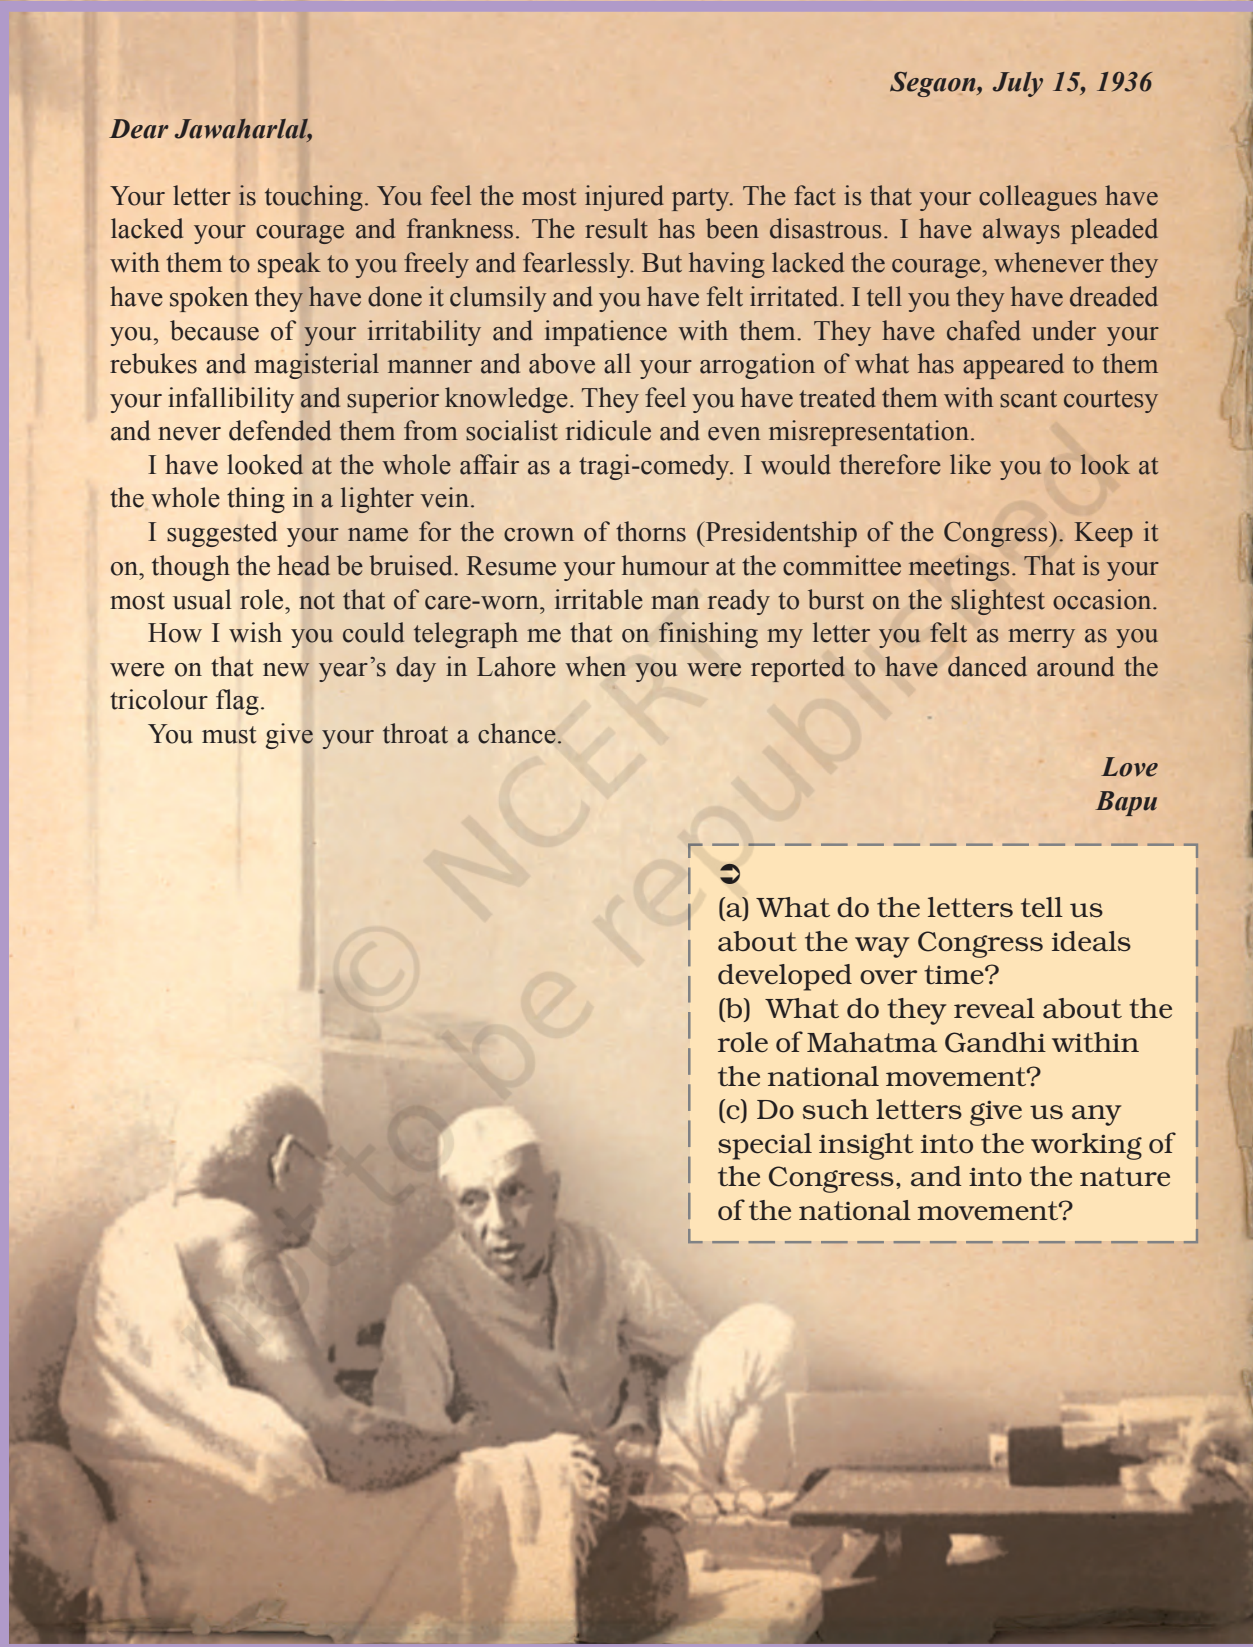 Segaon, July 15, 1936
Dear Jawaharlal,
Your letter is touching. You feel the most injured party. The fact is that your colleagues have
lacked your courage and frankness. The result has been disastrous. I have always pleaded
with them to speak to you freely and fearlessly. But having lacked the courage, whenever they
have spoken they have done it clumsily and you have felt irritated. I tell you they have dreaded
you, because of your irritability and impatience with them. They have chafed under your
rebukes and magisterial manner and above all your arrogation of what has appeared to them
your infallibility and superior knowledge. They feel you have treated them with scant courtesy
and never defended them from socialist ridicule and even misrepresentation.
I have looked at the whole affair as a tragi-comedy. I would therefore like you to look at
the whole thing in a lighter vein.
I suggested your name for the crown of thorns (Presidentship of the Congress). Keep it
on, though the head be bruised. Resume your humour at the committee meetings. That is your
most usual role, not that of care-worn, irritable man ready to burst on the slightest occasion.
How I wish you could telegraph me that on finishing my letter you felt as merry as you
were on that new year’s day in Lahore when you were reported to have danced around the
tricolour flag.
You must give your throat a chance.
Love
Bapu
(a) What do the letters tell us
about the way Congress ideals
developed over time?
(b) What do they reveal about the
role of Mahatma Gandhi within
the national movement?
(c) Do such letters give us any
special insight into the working of
the Congress, and into the nature
of the national movement?
© NCERT
not to be republished